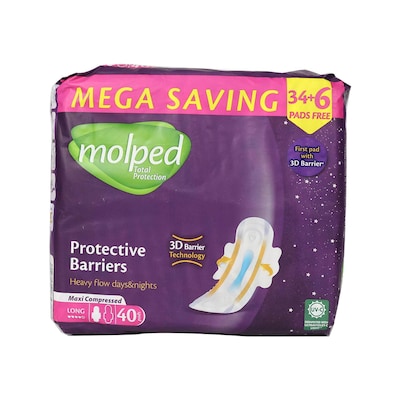 MEGA SAVING
34+6
PADS FREE
molped
Total
Protection
First pad
with
3D Barrier
Protective
Barriers
3D Barrier
Technology
Heavy flow days&nights
Maxi Compressed
LONG
40
UV-C